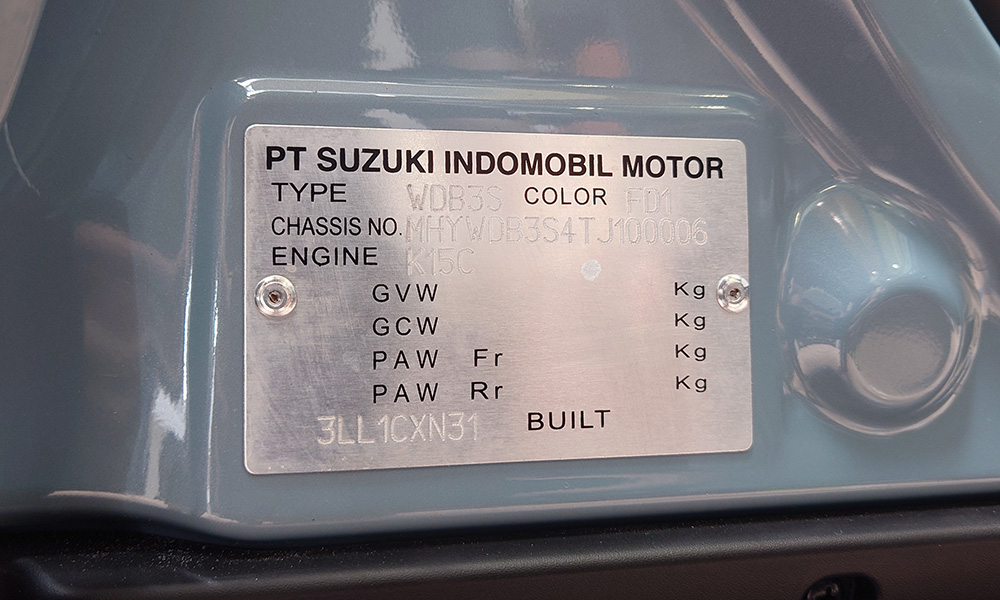 PT SUZUKI INDOMOBIL MOTOR
TYPE WDB3S COLOR FD1
CHASSIS NO. MHYWDB3S4TJ100006
ENGINE K15C
GVW Kg
GCW Kg
PAW Fr Kg
PAW Rr Kg
3LL1CXN31 BUILT